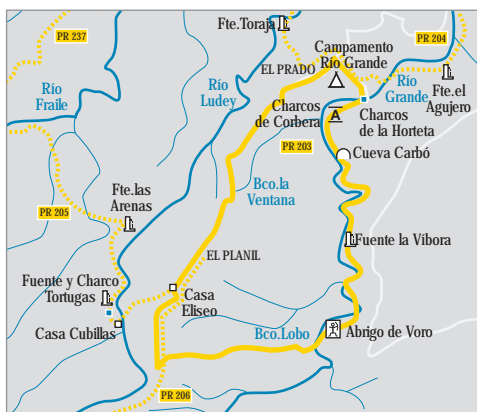 PR 237
Fte.Toraja
PR 204
Campamento
Río Grande
EL PRADO
Río
Fraile
Río
Ludey
Río
Grande
Fte.el
Agujero
Charcos
de Corbera
A
Charcos
de la Horteta
PR 203
Cueva Carbó
Bco.la
Ventana
Fte.las
Arenas
PR 205
Fuente la Víbora
EL PLANIL
Fuente y Charco
Tortugas
Casa
Eliseo
Casa Cubillas
Bco.Lobo
Abrigo de Voro
PR 206